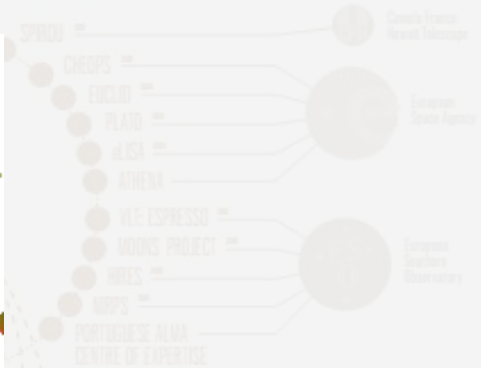 SPIROU
Canada France
Hawaii Telescope
CHEOPS
EUCLID
European
Space Agency
PLATO
eLISA
ATHENA
VLT: ESPRESSO
MOONS PROJECT
European
Southern
Observatory
HIRES
NIRPS
PORTUGUESE ALMA
CENTRE OF EXPERTISE